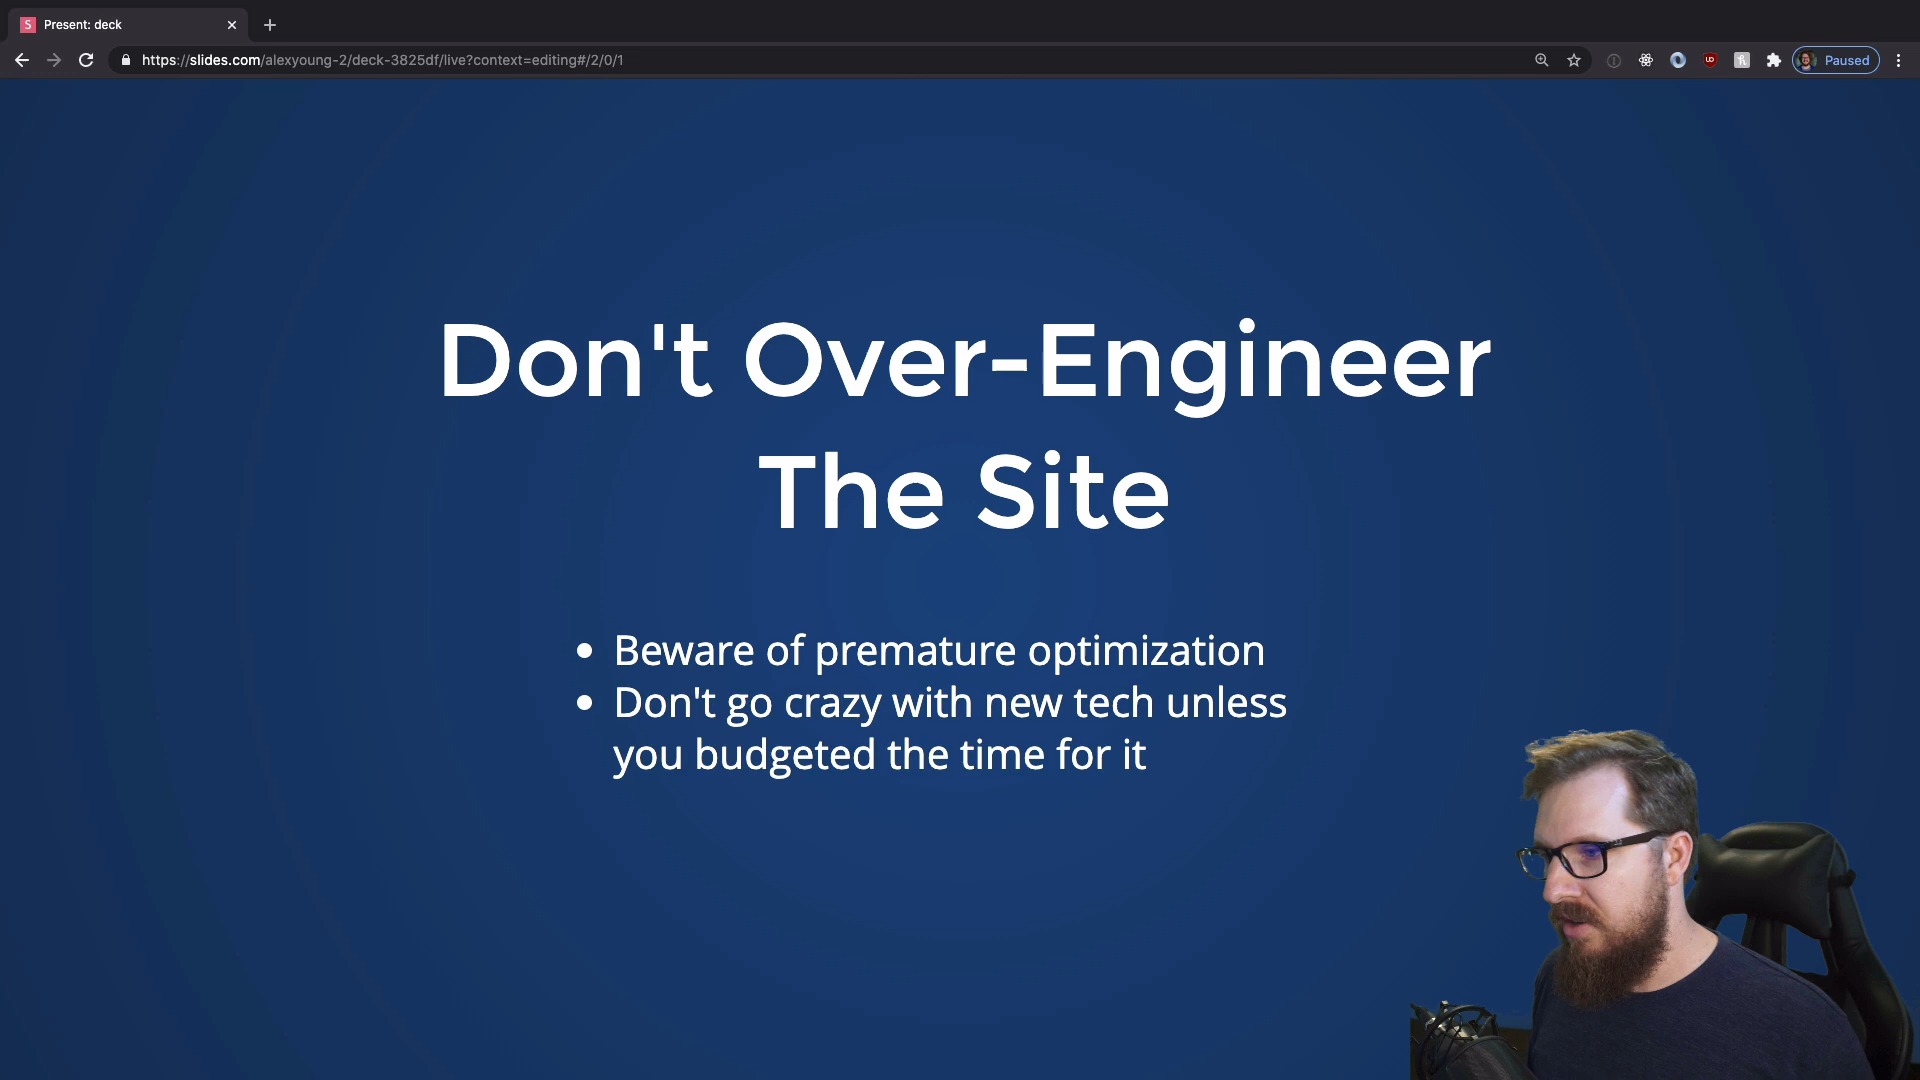 S Present: deck
https://slides.com/alexyoung-2/deck-3825df/live?context=editing#/2/0/1
Paused
Don't Over-Engineer
The Site
• Beware of premature optimization
• Don't go crazy with new tech unless
you budgeted the time for it